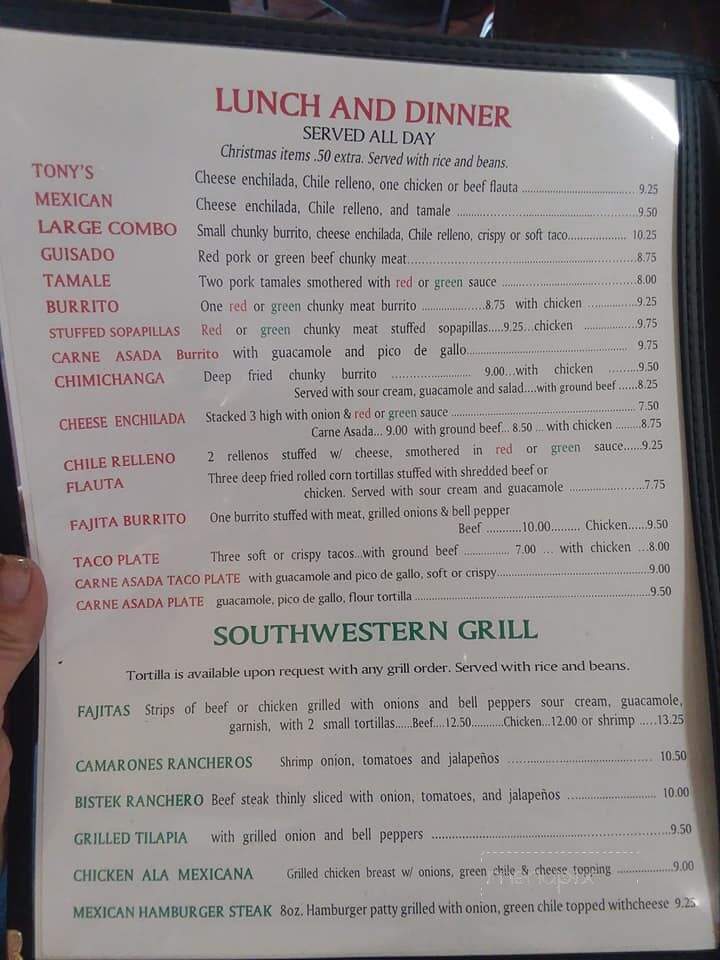 LUNCH AND DINNER
SERVED ALL DAY
Christmas items .50 extra. Served with rice and beans.
TONY'S Cheese enchilada, Chile relleno, one chicken or beef flauta ........ 9.25
MEXICAN Cheese enchilada, Chile relleno, and tamale ........ 9.50
LARGE COMBO Small chunky burrito, cheese enchilada, Chile relleno, crispy or soft taco........ 10.25
GUISADO Red pork or green beef chunky meat........8.75
TAMALE Two pork tamales smothered with red or green sauce ........8.00
BURRITO One red or green chunky meat burrito ........8.75 with chicken ........9.25
STUFFED SOPAPILLAS Red or green chunky meat stuffed sopapillas.....9.25...chicken ........9.75
CARNE ASADA Burrito with guacamole and pico de gallo........ 9.75
CHIMICHANGA Deep fried chunky burrito ........ 9.00...with chicken ........9.50
Served with sour cream, guacamole and salad....with ground beef ......8.25
CHEESE ENCHILADA Stacked 3 high with onion & red or green sauce ........ 7.50
Carne Asada... 9.00 with ground beef... 8.50 ... with chicken ........8.75
CHILE RELLENO 2 rellenos stuffed w/ cheese, smothered in red or green sauce......9.25
FLAUTA Three deep fried rolled corn tortillas stuffed with shredded beef or
chicken. Served with sour cream and guacamole ........7.75
FAJITA BURRITO One burrito stuffed with meat, grilled onions & bell pepper
Beef ...........10.00......... Chicken......9.50
TACO PLATE Three soft or crispy tacos...with ground beef ........ 7.00 ... with chicken ...8.00
CARNE ASADA TACO PLATE with guacamole and pico de gallo, soft or crispy........9.00
CARNE ASADA PLATE guacamole, pico de gallo, flour tortilla ........ 9.50
SOUTHWESTERN GRILL
Tortilla is available upon request with any grill order. Served with rice and beans.
FAJITAS Strips of beef or chicken grilled with onions and bell peppers sour cream, guacamole,
garnish, with 2 small tortillas.....Beef....12.50..........Chicken...12.00 or shrimp .....13.25
CAMARONES RANCHEROS Shrimp onion, tomatoes and jalapeños ........ 10.50
BISTEK RANCHERO Beef steak thinly sliced with onion, tomatoes, and jalapeños ........ 10.00
GRILLED TILAPIA with grilled onion and bell peppers ........9.50
CHICKEN ALA MEXICANA Grilled chicken breast w/ onions, green chile & cheese topping ........9.00
MEXICAN HAMBURGER STEAK 8oz. Hamburger patty grilled with onion, green chile topped withcheese 9.25
menupix